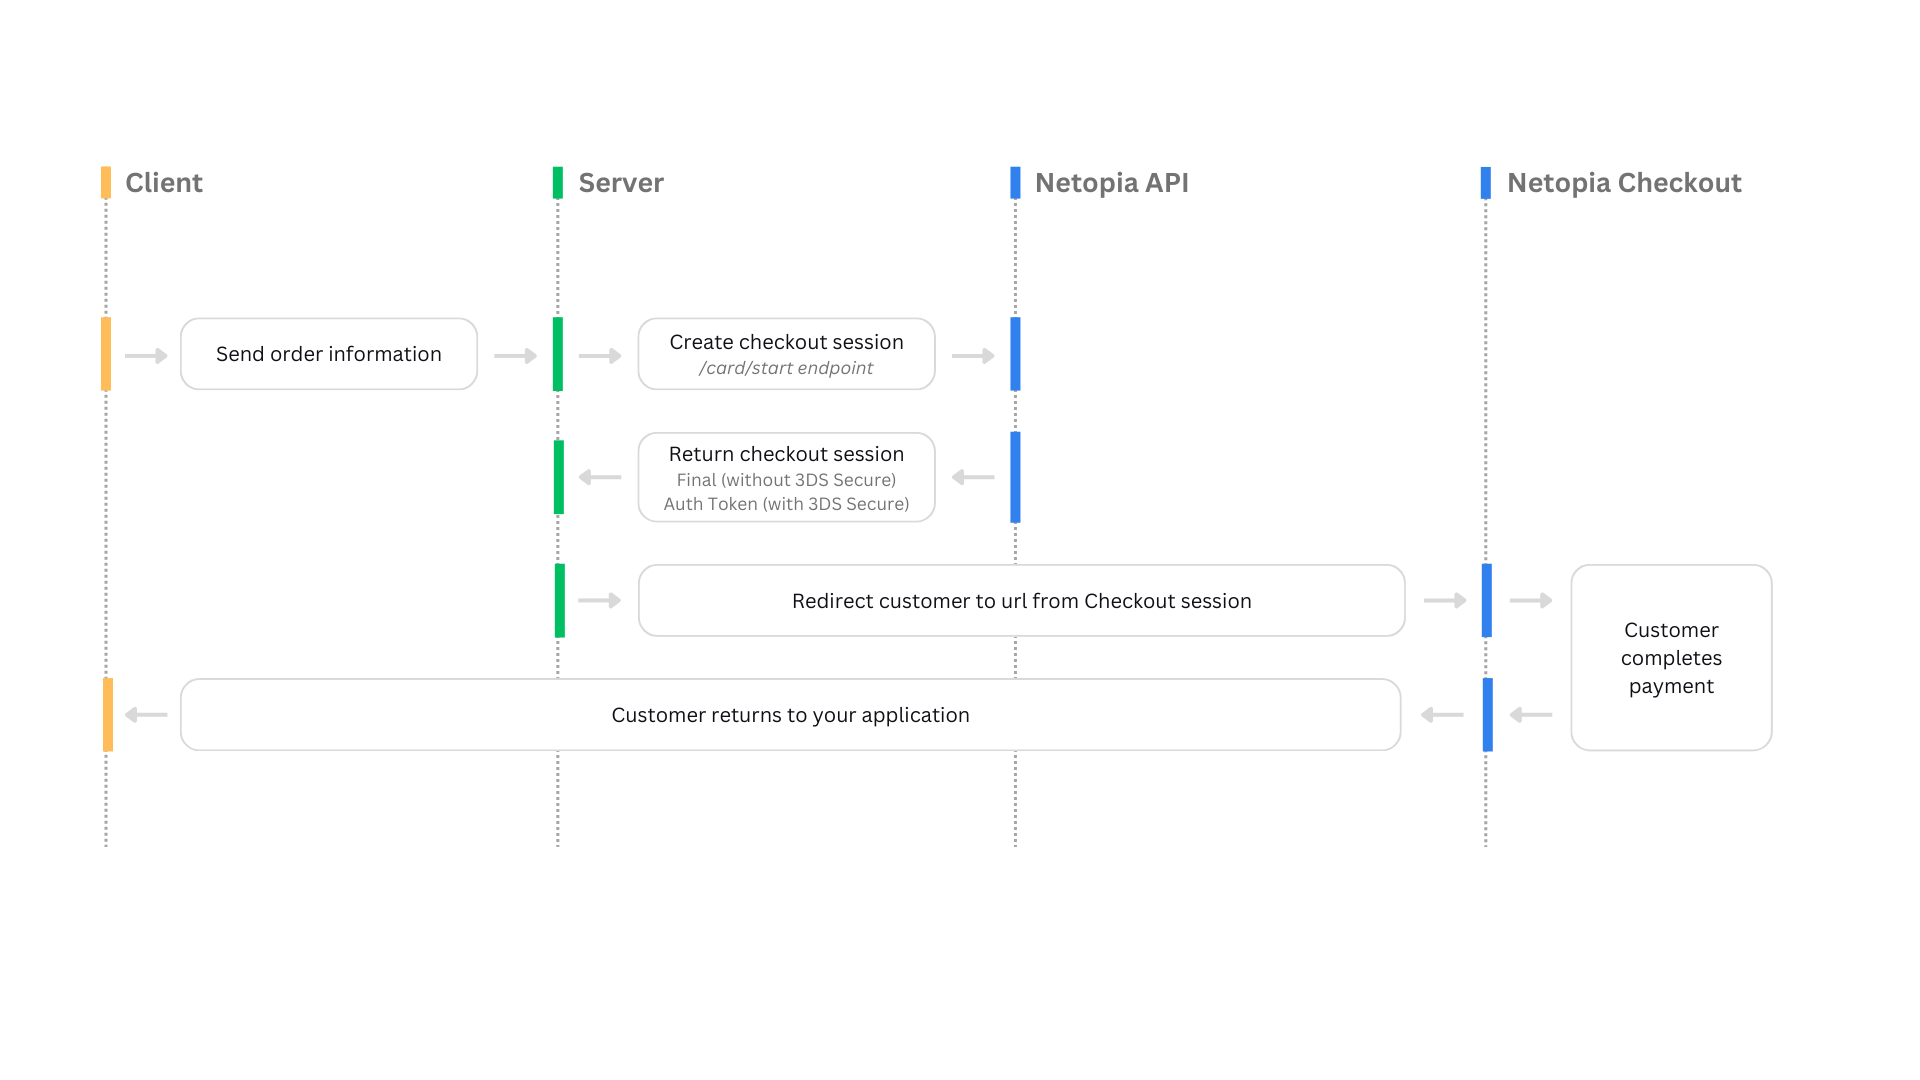 Client
Server
Netopia API
Netopia Checkout
Send order information
Create checkout session
/card/start endpoint
Return checkout session
Final (without 3DS Secure)
Auth Token (with 3DS Secure)
Redirect customer to url from Checkout session
Customer
completes
payment
Customer returns to your application